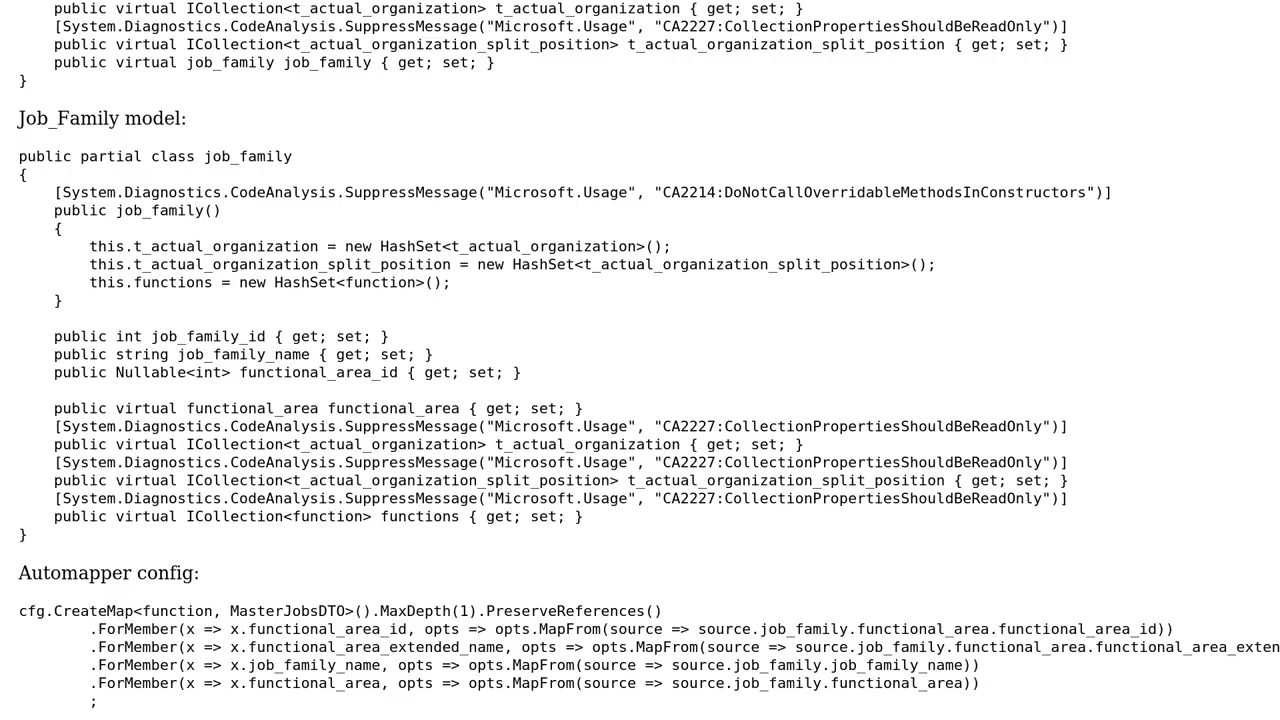 public virtual ICollection<t_actual_organization> t_actual_organization { get; set; }
    [System.Diagnostics.CodeAnalysis.SuppressMessage("Microsoft.Usage", "CA2227:CollectionPropertiesShouldBeReadOnly")]
    public virtual ICollection<t_actual_organization_split_position> t_actual_organization_split_position { get; set; }
    public virtual job_family job_family { get; set; }
}
Job_Family model:
public partial class job_family
{
    [System.Diagnostics.CodeAnalysis.SuppressMessage("Microsoft.Usage", "CA2214:DoNotCallOverridableMethodsInConstructors")]
    public job_family()
    {
        this.t_actual_organization = new HashSet<t_actual_organization>();
        this.t_actual_organization_split_position = new HashSet<t_actual_organization_split_position>();
        this.functions = new HashSet<function>();
    }
    public int job_family_id { get; set; }
    public string job_family_name { get; set; }
    public Nullable<int> functional_area_id { get; set; }
    public virtual functional_area functional_area { get; set; }
    [System.Diagnostics.CodeAnalysis.SuppressMessage("Microsoft.Usage", "CA2227:CollectionPropertiesShouldBeReadOnly")]
    public virtual ICollection<t_actual_organization> t_actual_organization { get; set; }
    [System.Diagnostics.CodeAnalysis.SuppressMessage("Microsoft.Usage", "CA2227:CollectionPropertiesShouldBeReadOnly")]
    public virtual ICollection<t_actual_organization_split_position> t_actual_organization_split_position { get; set; }
    [System.Diagnostics.CodeAnalysis.SuppressMessage("Microsoft.Usage", "CA2227:CollectionPropertiesShouldBeReadOnly")]
    public virtual ICollection<function> functions { get; set; }
}
Automapper config:
cfg.CreateMap<function, MasterJobsDTO>().MaxDepth(1).PreserveReferences()
        .ForMember(x => x.functional_area_id, opts => opts.MapFrom(source => source.job_family.functional_area.functional_area_id))
        .ForMember(x => x.functional_area_extended_name, opts => opts.MapFrom(source => source.job_family.functional_area.functional_area_exten
        .ForMember(x => x.job_family_name, opts => opts.MapFrom(source => source.job_family.job_family_name))
        .ForMember(x => x.functional_area, opts => opts.MapFrom(source => source.job_family.functional_area))
        ;